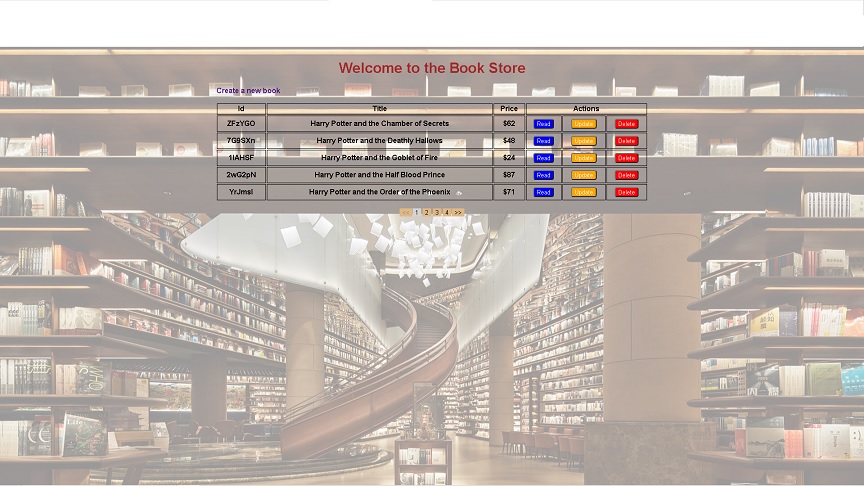 Welcome to the Book Store
Create a new book
Id Title Price Actions
ZFzYGO Harry Potter and the Chamber of Secrets $62 Read Update Delete
7G9SXn Harry Potter and the Deathly Hallows $48 Read Update Delete
1IAHSF Harry Potter and the Goblet of Fire $24 Read Update Delete
2wG2pN Harry Potter and the Half Blood Prince $87 Read Update Delete
YrJmsI Harry Potter and the Order of the Phoenix $71 Read Update Delete
<< 1 2 3 4 >>